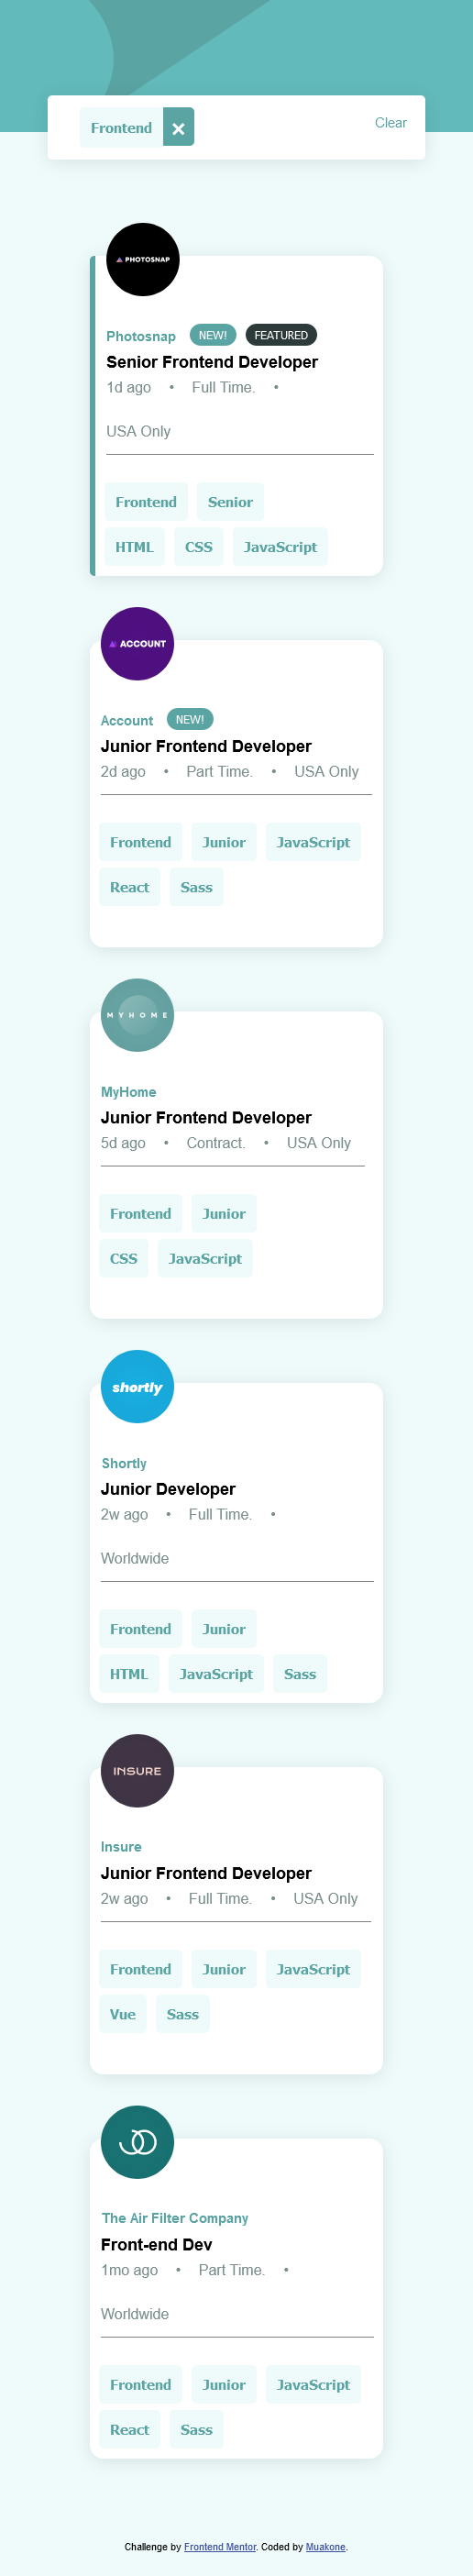 Frontend ×
Clear
PHOTOSNAP
Photosnap NEW! FEATURED
Senior Frontend Developer
1d ago • Full Time. •
USA Only
Frontend Senior
HTML CSS JavaScript
ACCOUNT
Account NEW!
Junior Frontend Developer
2d ago • Part Time. • USA Only
Frontend Junior JavaScript
React Sass
MYHOME
MyHome
Junior Frontend Developer
5d ago • Contract. • USA Only
Frontend Junior
CSS JavaScript
shortly
Shortly
Junior Developer
2w ago • Full Time. •
Worldwide
Frontend Junior
HTML JavaScript Sass
INSURE
Insure
Junior Frontend Developer
2w ago • Full Time. • USA Only
Frontend Junior JavaScript
Vue Sass
The Air Filter Company
Front-end Dev
1mo ago • Part Time. •
Worldwide
Frontend Junior JavaScript
React Sass
Challenge by Frontend Mentor. Coded by Muakone.